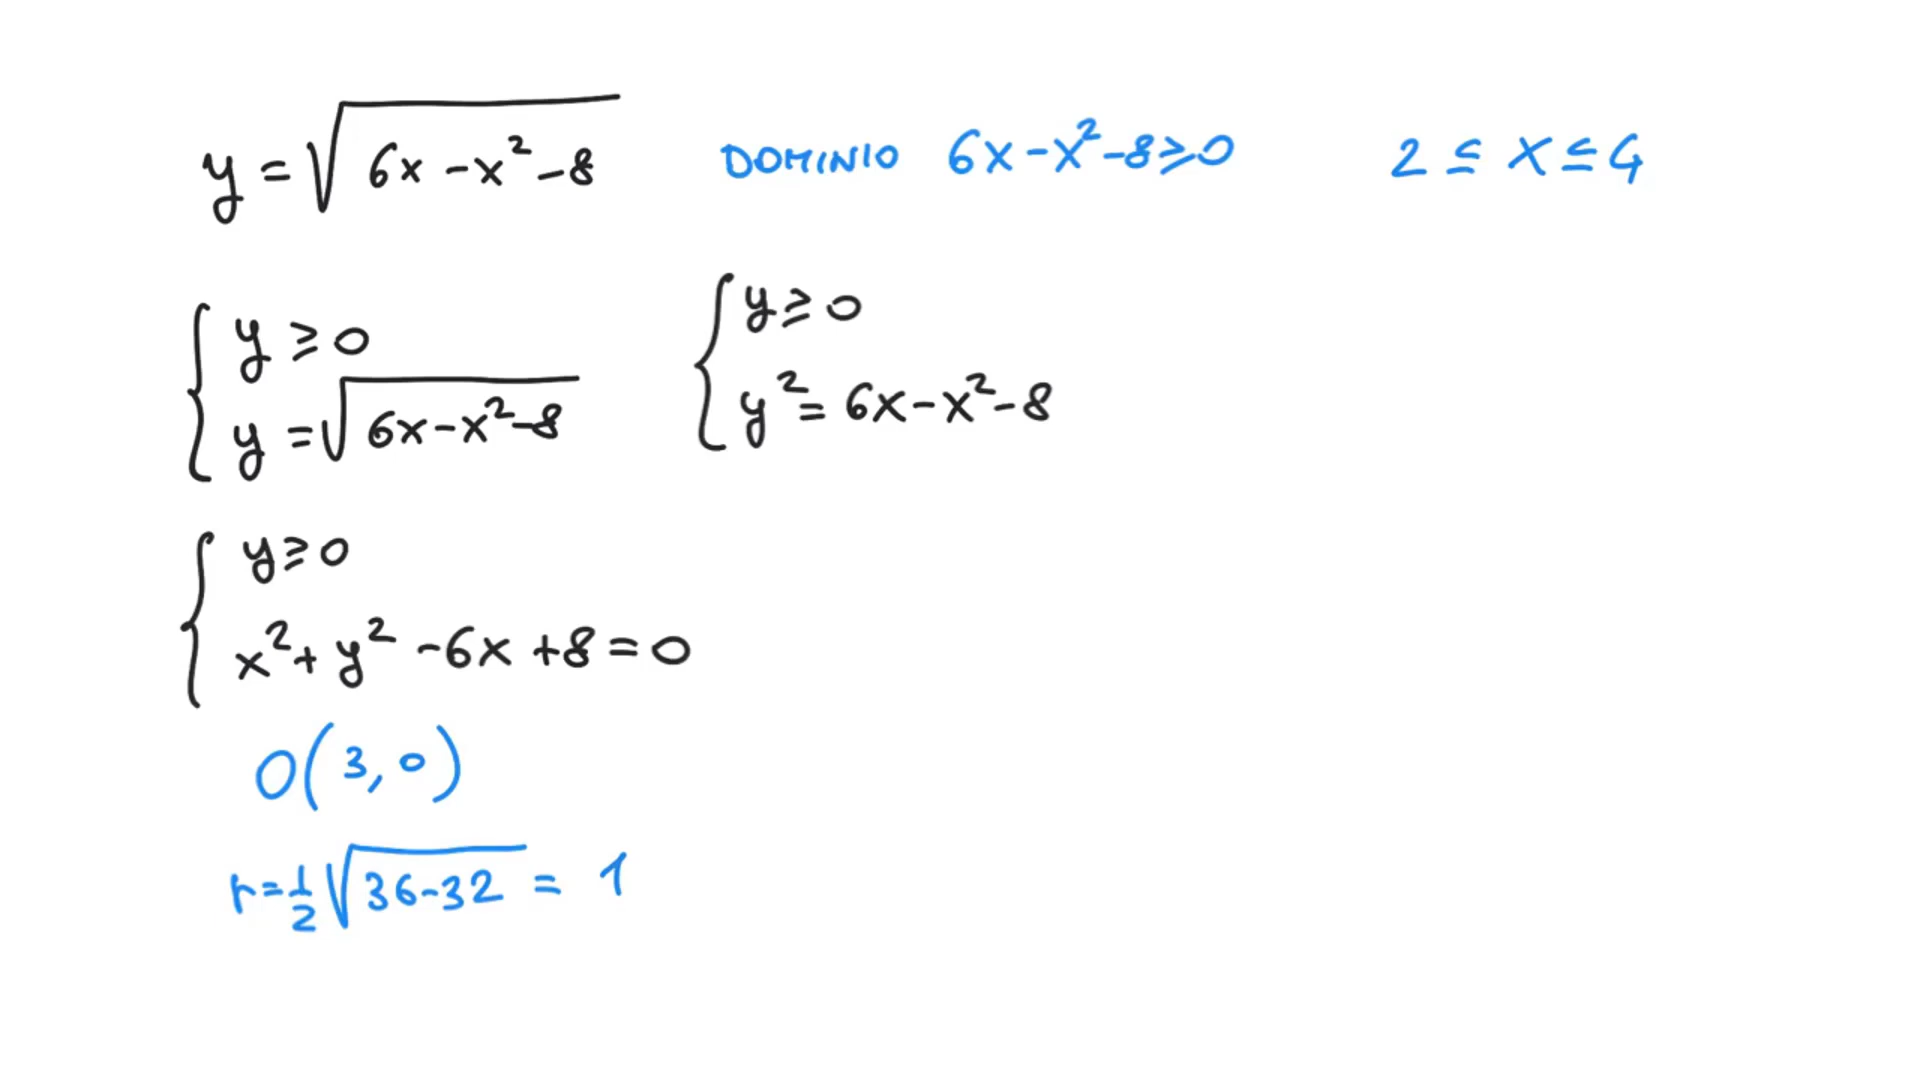 y = √(6x - x² - 8) DOMINIO 6x - x² - 8 ≥ 0 2 ≤ x ≤ 4
{ y ≥ 0
y = √(6x - x² - 8)
{ y ≥ 0
y² = 6x - x² - 8
{ y ≥ 0
x² + y² - 6x + 8 = 0
O(3, 0)
r = 1/2 √(36 - 32) = 1